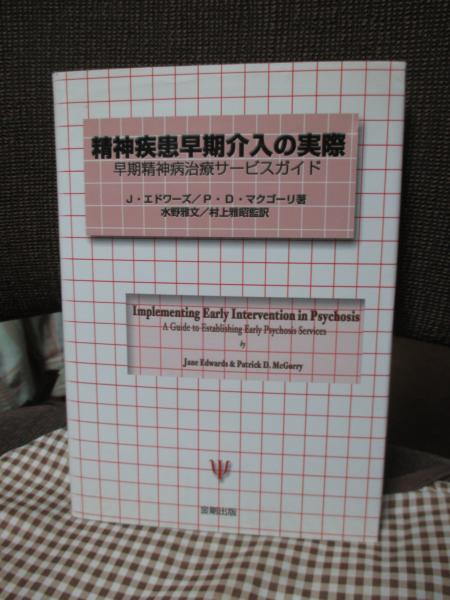 精神疾患早期介入の実際
早期精神病治療サービスガイド
J・エドワーズ/P・D・マクゴーリ著
水野雅文/村上雅昭監訳
Implementing Early Intervention in Psychosis
A Guide to Establishing Early Psychosis Services
by
Jane Edwards & Patrick D. McGorry
金剛出版